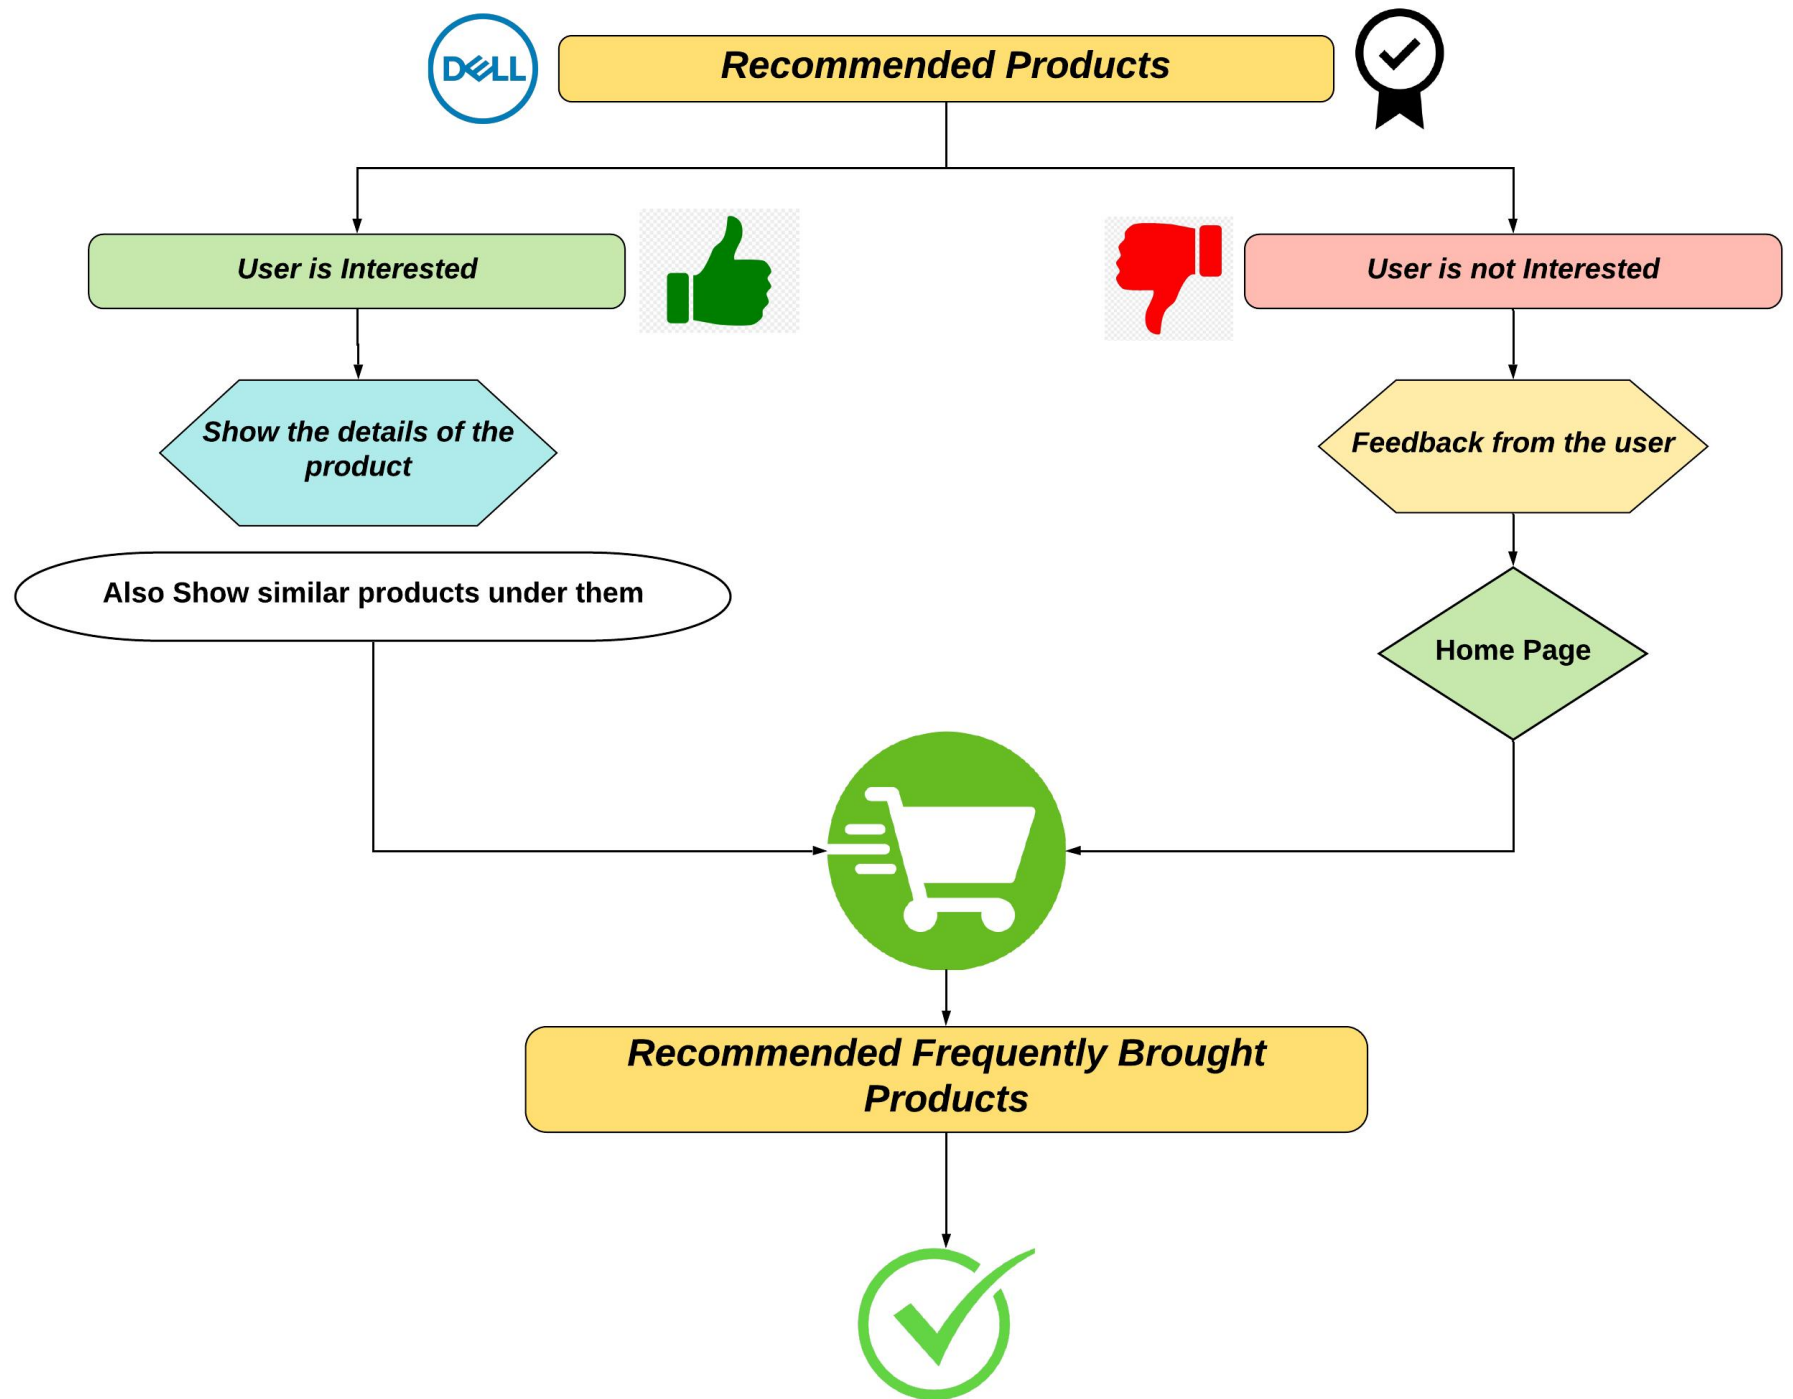 DELL
Recommended Products
User is Interested
User is not Interested
Show the details of the
product
Feedback from the user
Also Show similar products under them
Home Page
Recommended Frequently Brought
Products